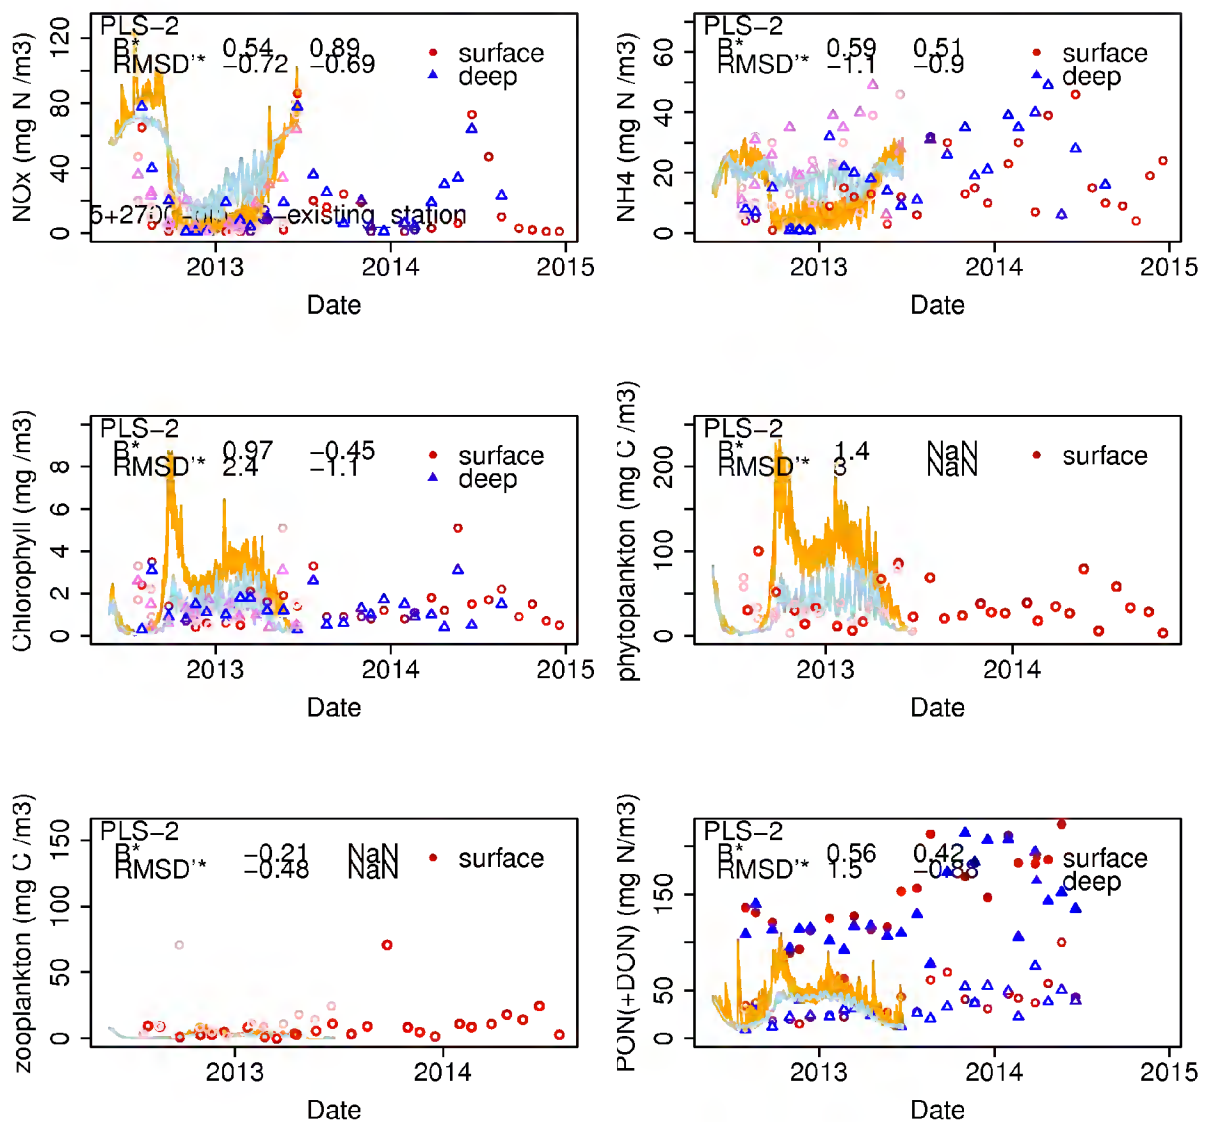 PLS−2
B* 0.54 0.89
RMSD'* −0.72 −0.69
surface
deep
NOx (mg N /m3)
0 40 80 120
existing_station
2013 2014 2015
Date
PLS−2
B* 0.59 0.51
RMSD'* −1.1 −0.9
surface
deep
NH4 (mg N /m3)
0 20 40 60
2013 2014 2015
Date
PLS−2
B* 0.97 −0.45
RMSD'* 2.4 −1.1
surface
deep
Chlorophyll (mg /m3)
0 2 4 6 8
2013 2014 2015
Date
PLS−2
B* 1.4 NaN
RMSD'* 3 NaN
surface
phytoplankton (mg C /m3)
0 100 200
2013 2014
Date
PLS−2
B* −0.21 NaN
RMSD'* −0.48 NaN
surface
zooplankton (mg C /m3)
0 50 100 150
2013 2014
Date
PLS−2
B* 0.56 0.42
RMSD'* 1.5
surface
deep
PON(+DON) (mg N/m3)
0 50 150
2013 2014 2015
Date